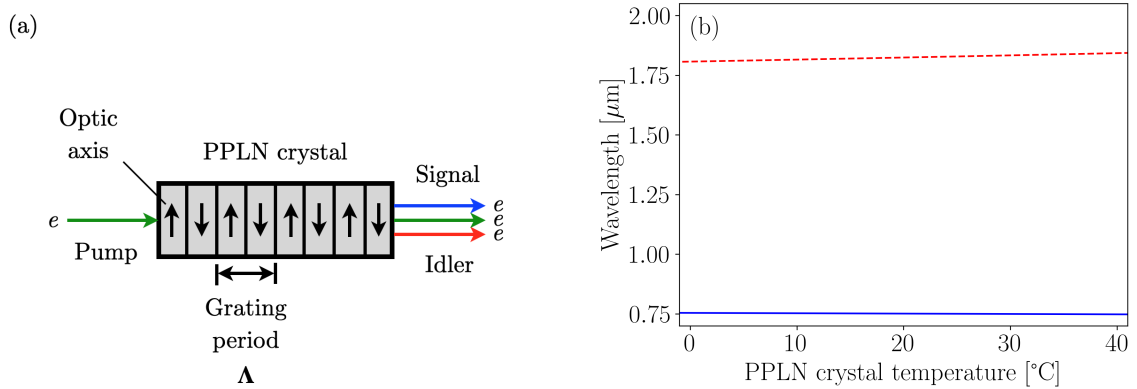 (a)
Optic
axis
PPLN crystal
Signal
e
Pump
e
e
e
Idler
Grating
period
Λ
(b)
2.00
1.75
1.50
1.25
1.00
0.75
Wavelength [μm]
0
10
20
30
40
PPLN crystal temperature [°C]